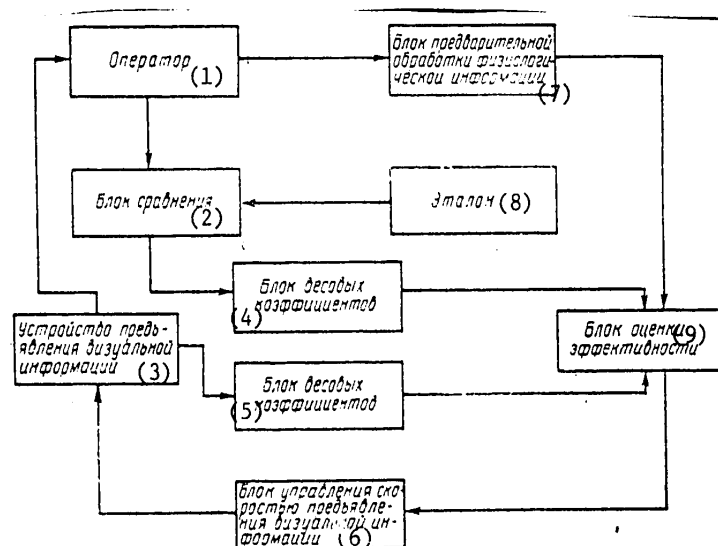 Оператор (1)
Блок предварительной
обработки физиологи-
ческой информации
(7)
Блок сравнения
(2)
Эталон (8)
Блок весовых
коэффициентов
(4)
Устройство предъ-
явления визуальной
информации (3)
Блок оценки (9)
эффективности
Блок весовых
(5) коэффициентов
Блок управления ско-
ростью предъявле-
ния визуальной ин-
формации (6)